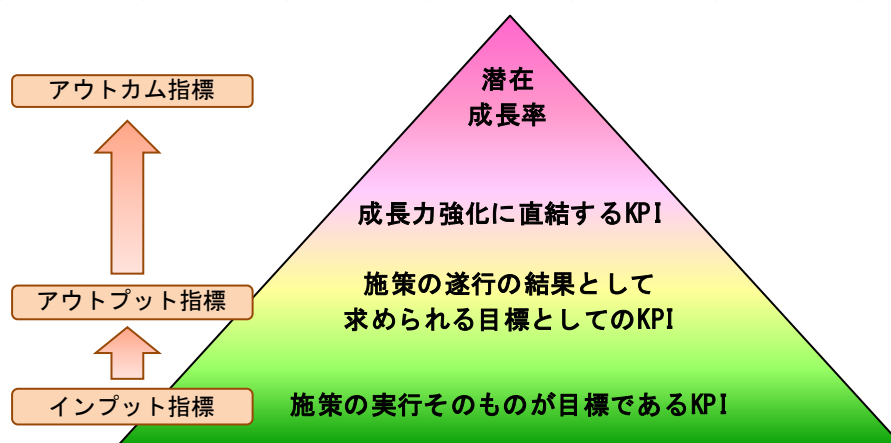 アウトカム指標
潜在
成長率
成長力強化に直結するKPI
アウトプット指標
施策の遂行の結果として
求められる目標としてのKPI
インプット指標
施策の実行そのものが目標であるKPI